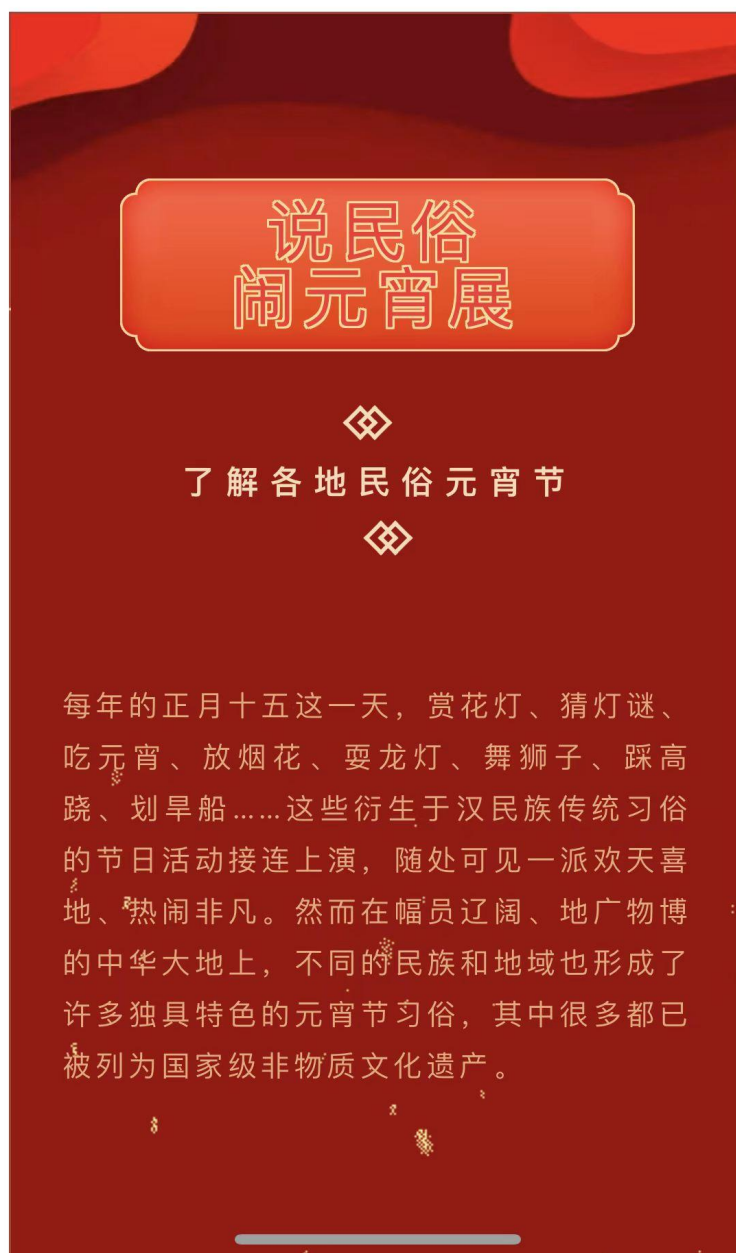 说民俗
闹元宵展
了解各地民俗元宵节
每年的正月十五这一天，赏花灯、猜灯谜、
吃元宵、放烟花、耍龙灯、舞狮子、踩高
跷、划旱船……这些衍生于汉民族传统习俗
的节日活动接连上演，随处可见一派欢天喜
地、热闹非凡。然而在幅员辽阔、地广物博
的中华大地上，不同的民族和地域也形成了
许多独具特色的元宵节习俗，其中很多都已
被列为国家级非物质文化遗产。